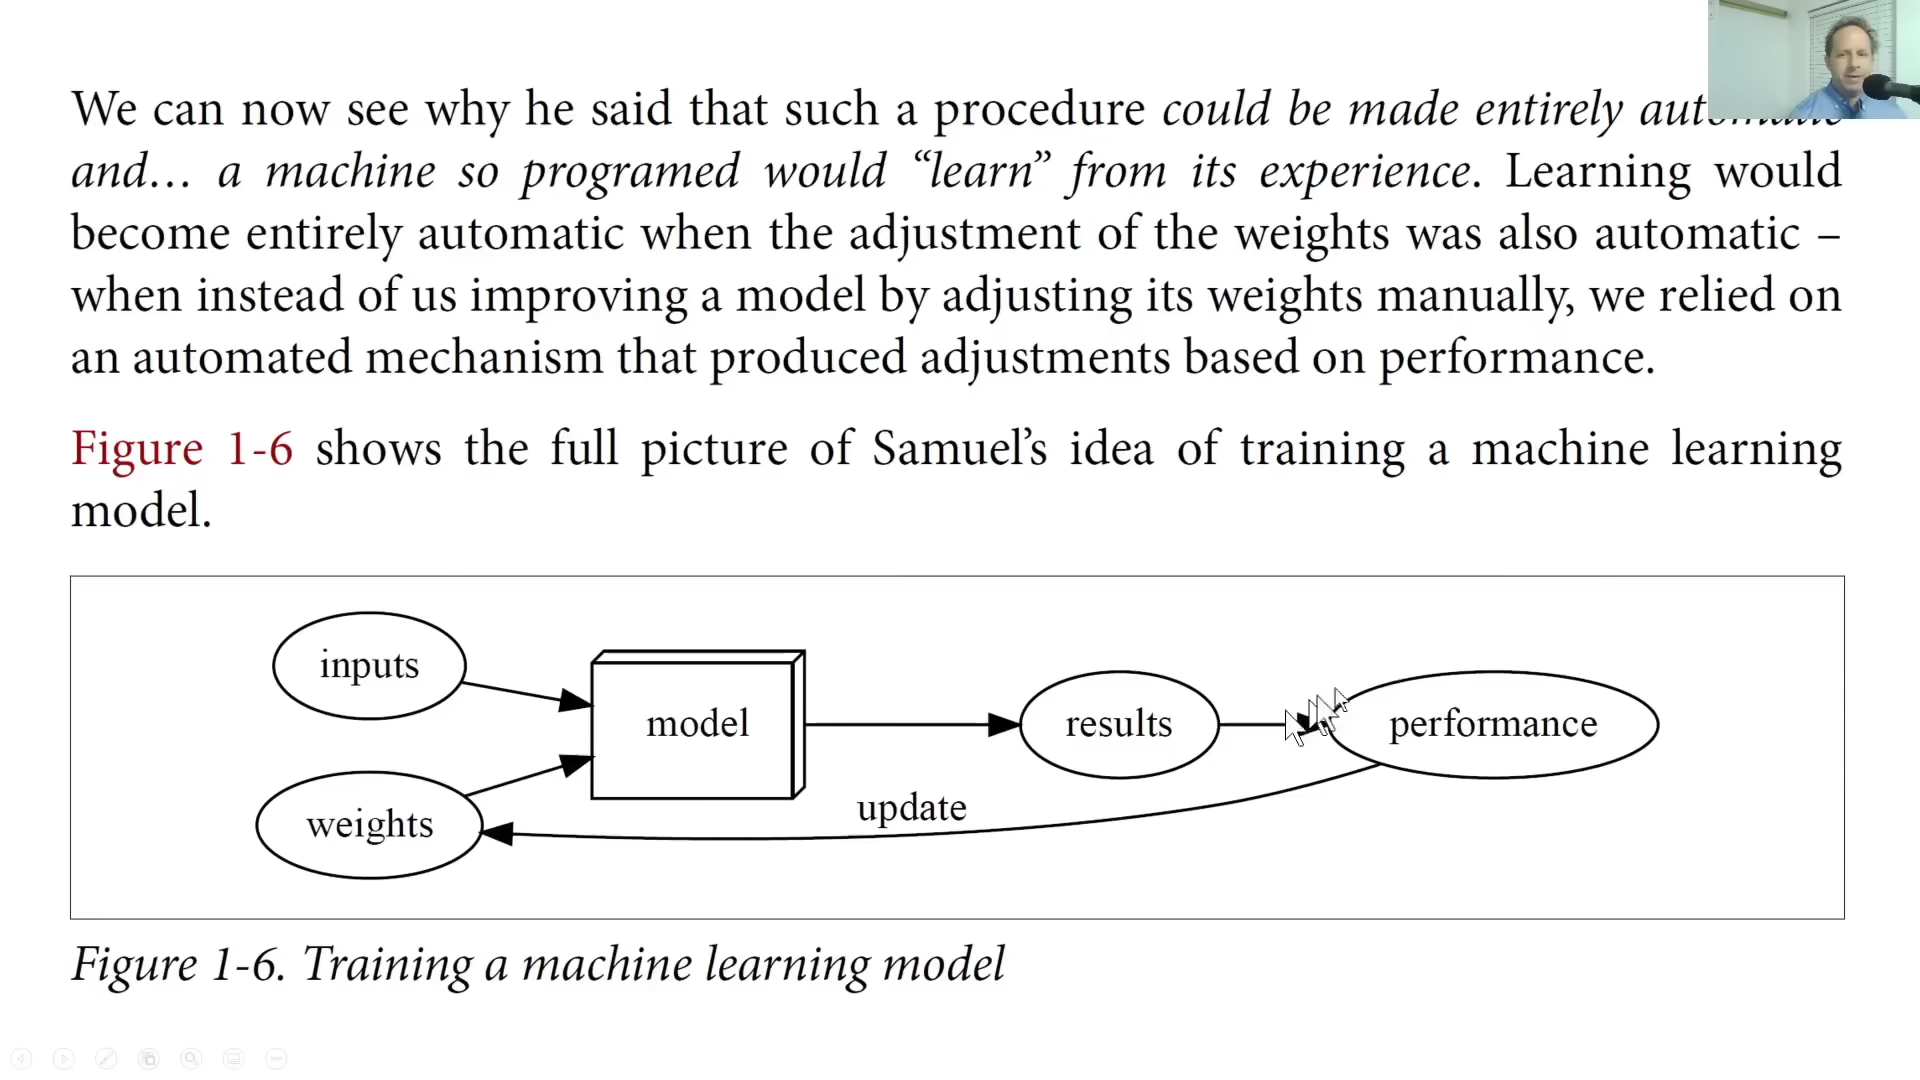 We can now see why he said that such a procedure could be made entirely automatic
and… a machine so programed would “learn” from its experience. Learning would
become entirely automatic when the adjustment of the weights was also automatic –
when instead of us improving a model by adjusting its weights manually, we relied on
an automated mechanism that produced adjustments based on performance.
Figure 1-6 shows the full picture of Samuel’s idea of training a machine learning
model.
inputs
model
results
performance
update
weights
Figure 1-6. Training a machine learning model